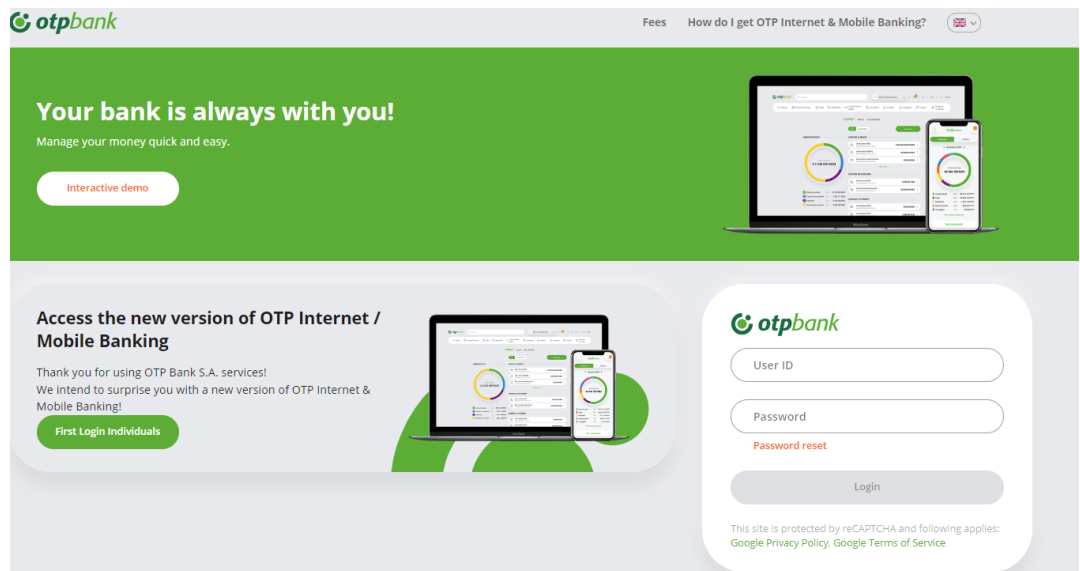 otpbank
Fees
How do I get OTP Internet & Mobile Banking?
Your bank is always with you!
Manage your money quick and easy.
Interactive demo
Access the new version of OTP Internet /
Mobile Banking
Thank you for using OTP Bank S.A. services!
We intend to surprise you with a new version of OTP Internet &
Mobile Banking!
First Login Individuals
otpbank
User ID
Password
Password reset
Login
This site is protected by reCAPTCHA and following applies:
Google Privacy Policy. Google Terms of Service